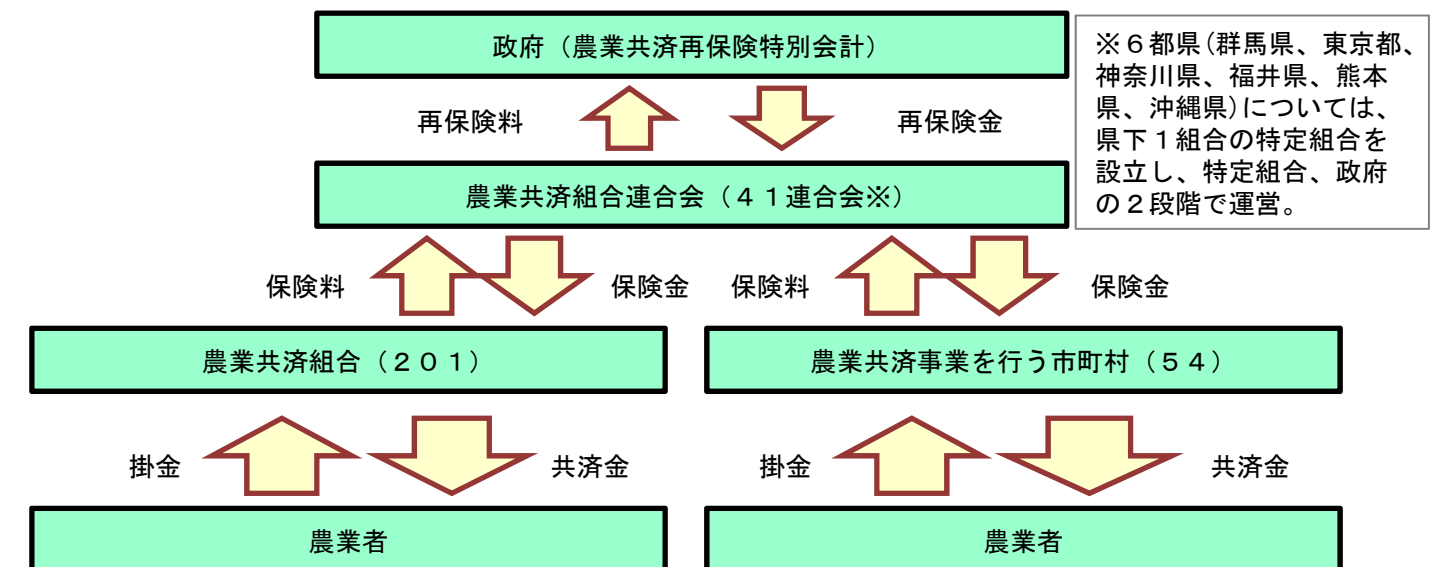 政府（農業共済再保険特別会計）
※６都県(群馬県、東京都、
神奈川県、福井県、熊本
県、沖縄県)については、
県下１組合の特定組合を
設立し、特定組合、政府
の２段階で運営。
再保険料
再保険金
農業共済組合連合会（４１連合会※）
保険料
保険金
保険料
保険金
農業共済組合（２０１）
農業共済事業を行う市町村（５４）
掛金
共済金
掛金
共済金
農業者
農業者